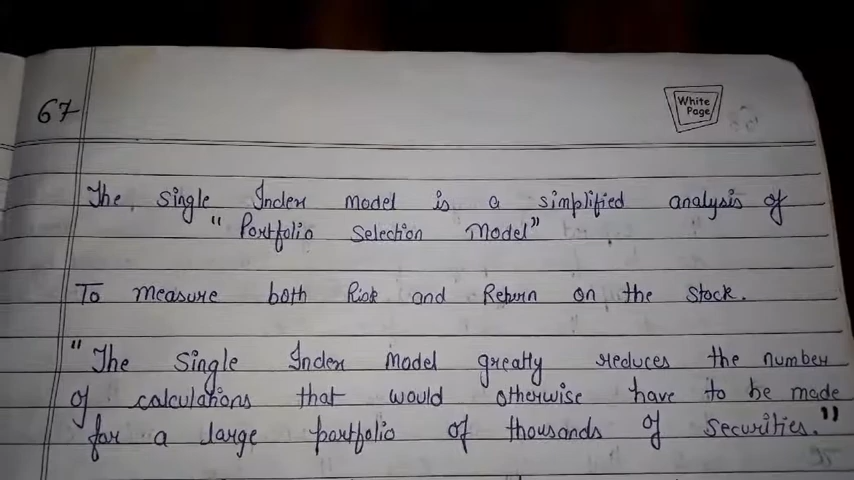 67
White
Page
The single Index model is a simplified analysis of
"Portfolio Selection Model"
To measure both Risk and Return on the stock.
"The Single Index Model greatly reduces the number
of calculations that would otherwise have to be made
for a large portfolio of thousands of Securities."